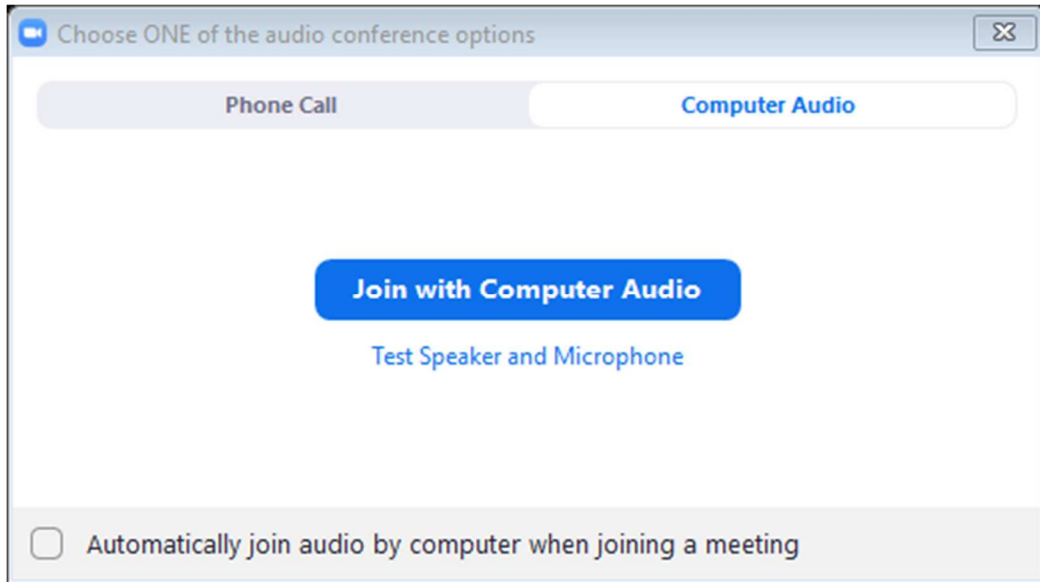 Choose ONE of the audio conference options
Phone Call
Computer Audio
Join with Computer Audio
Test Speaker and Microphone
Automatically join audio by computer when joining a meeting